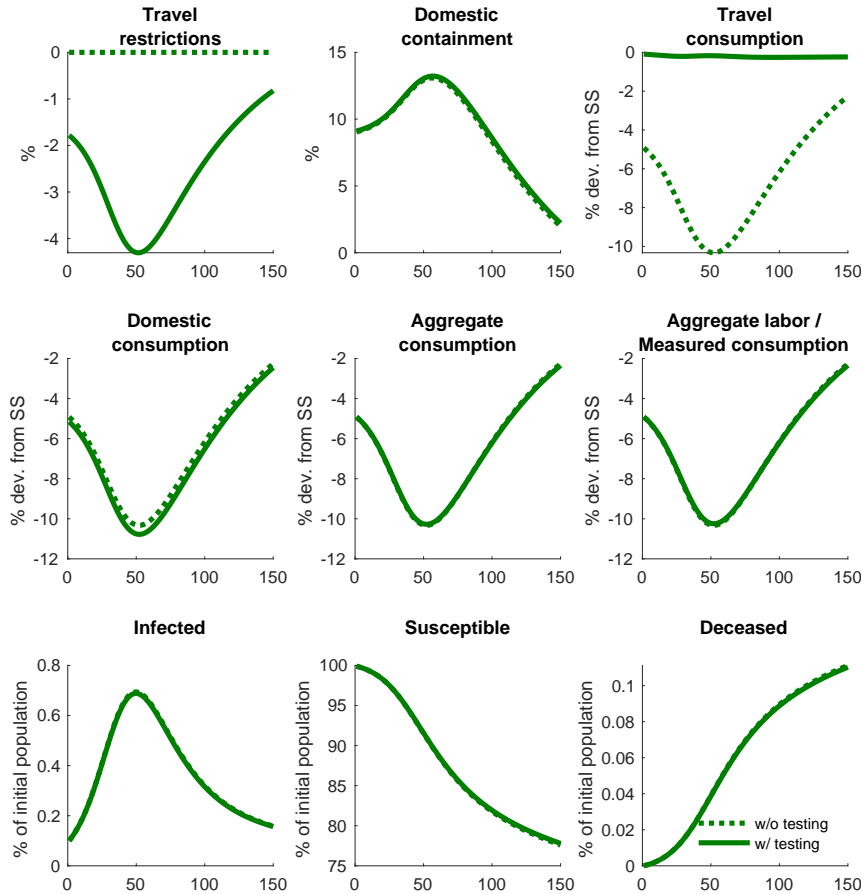 Travel
restrictions
Domestic
containment
Travel
consumption
0
-1
-2
-3
-4
%
0 50 100 150
15
10
5
0
%
0 50 100 150
0
-2
-4
-6
-8
-10
% dev. from SS
0 50 100 150
Domestic
consumption
Aggregate
consumption
Aggregate labor /
Measured consumption
-2
-4
-6
-8
-10
-12
% dev. from SS
0 50 100 150
-2
-4
-6
-8
-10
-12
% dev. from SS
0 50 100 150
-2
-4
-6
-8
-10
-12
% dev. from SS
0 50 100 150
Infected
Susceptible
Deceased
0.8
0.6
0.4
0.2
0
% of initial population
0 50 100 150
100
95
90
85
80
75
% of initial population
0 50 100 150
0.1
0.08
0.06
0.04
0.02
0
% of initial population
w/o testing
w/ testing
0 50 100 150